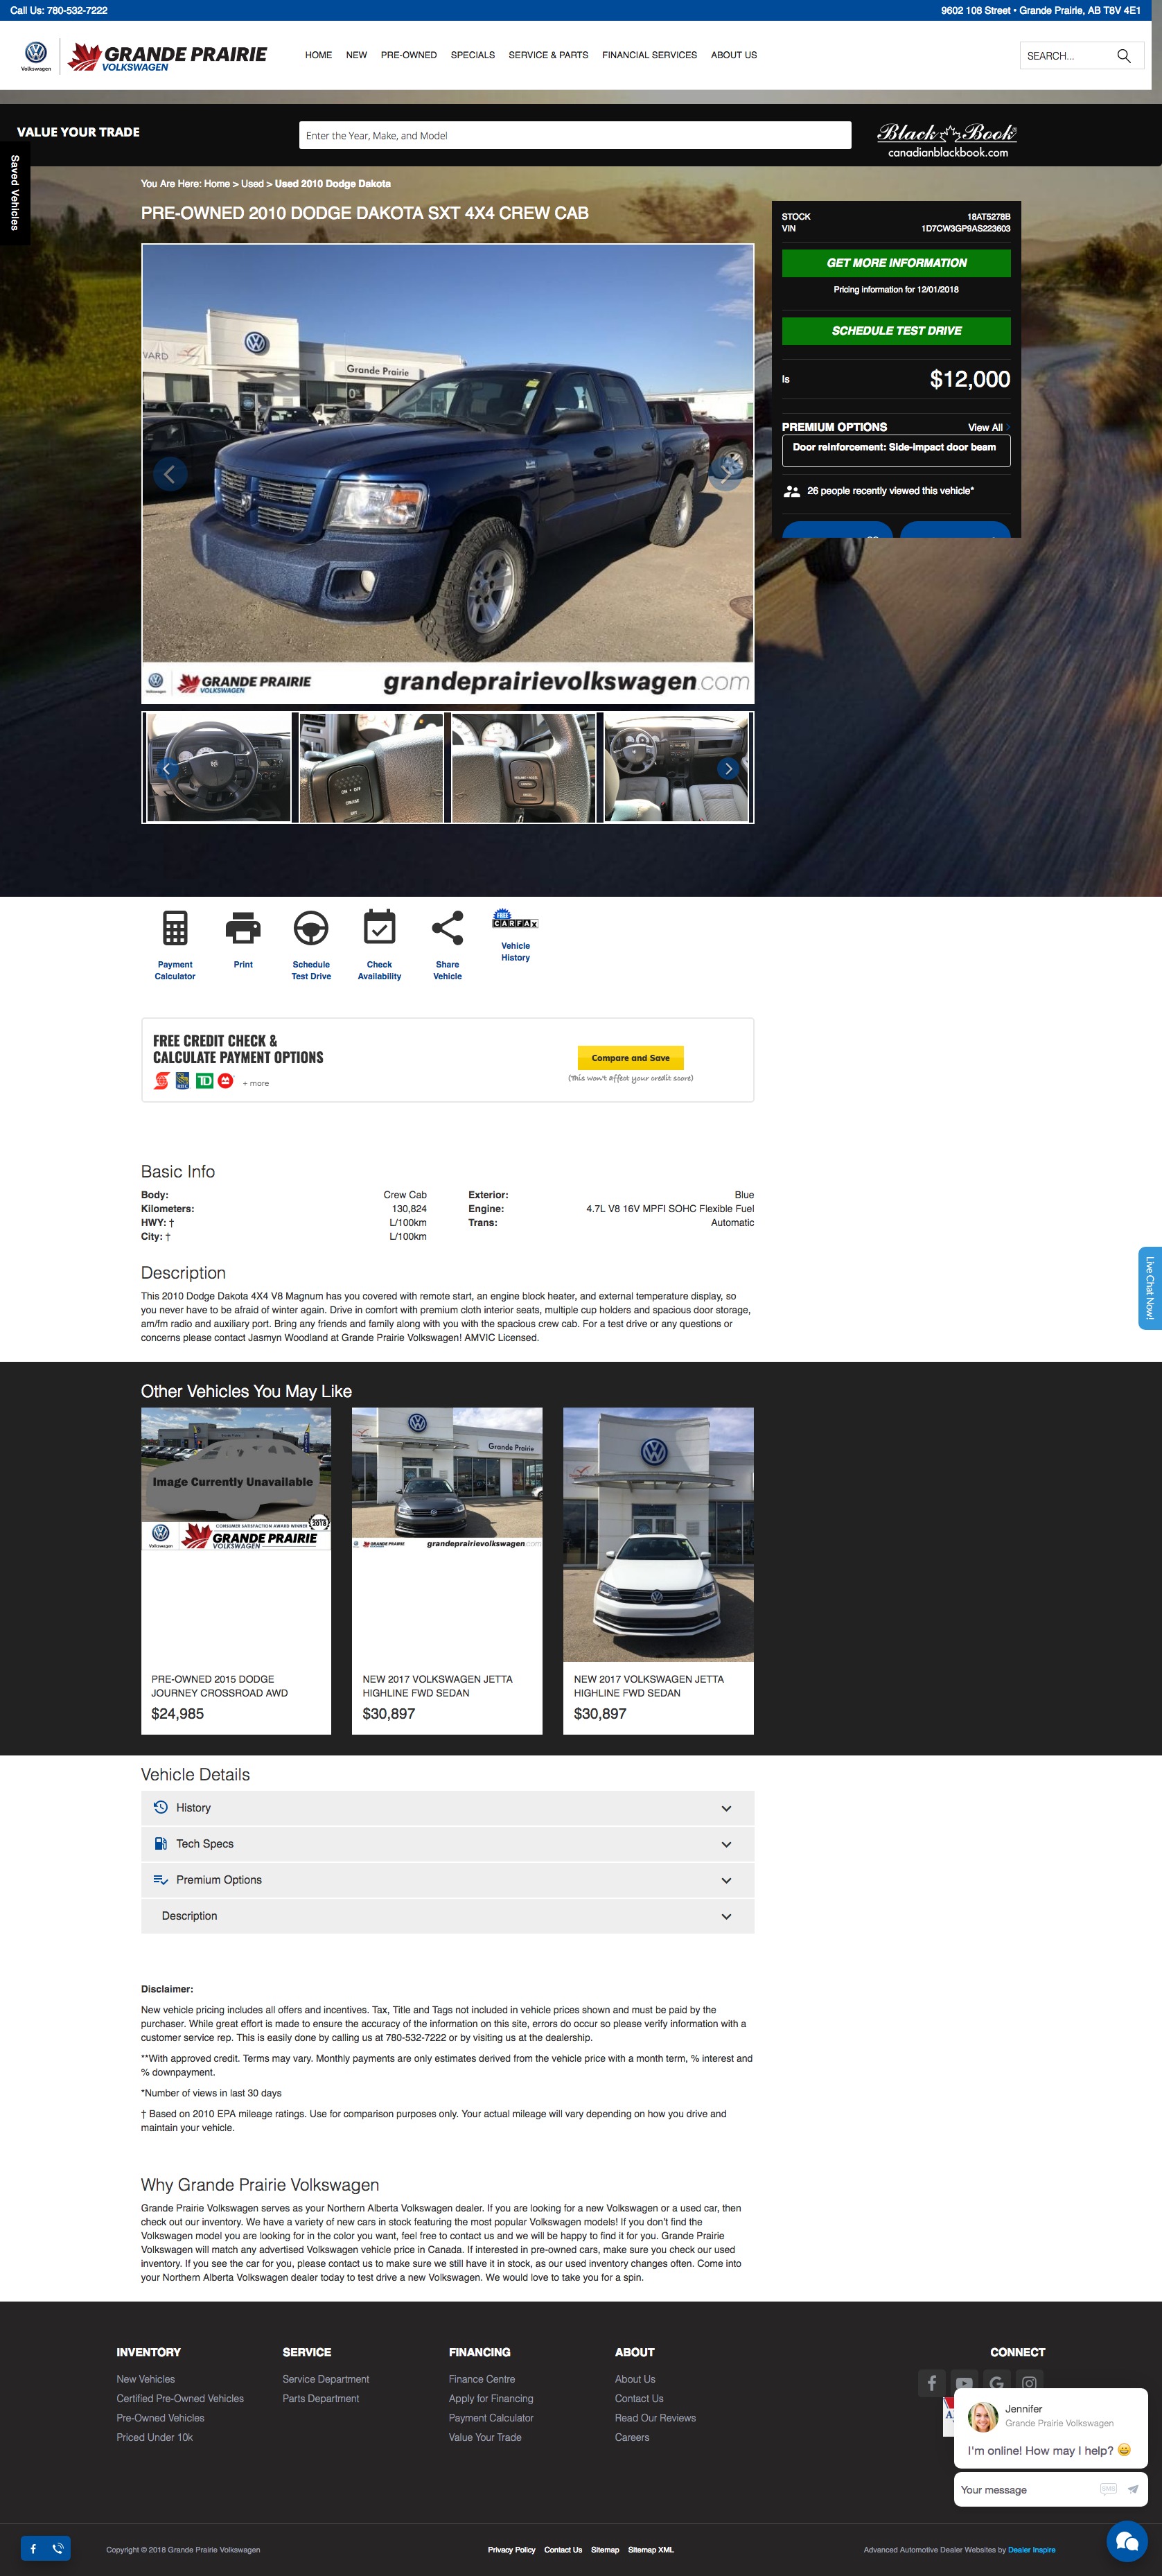 Call Us: 780-532-7222
9602 108 Street • Grande Prairie, AB T8V 4E1
Volkswagen
GRANDE PRAIRIE
VOLKSWAGEN
HOME NEW PRE-OWNED SPECIALS SERVICE & PARTS FINANCIAL SERVICES ABOUT US
SEARCH...
VALUE YOUR TRADE
Enter the Year, Make, and Model
Black Book
canadianblackbook.com
Saved Vehicles
You Are Here: Home > Used > Used 2010 Dodge Dakota
PRE-OWNED 2010 DODGE DAKOTA SXT 4X4 CREW CAB
STOCK 18AT5278B
VIN 1D7CW3GP9AS223603
GET MORE INFORMATION
Pricing information for 12/01/2018
SCHEDULE TEST DRIVE
Is $12,000
PREMIUM OPTIONS View All
Door reinforcement: Side-Impact door beam
26 people recently viewed this vehicle*
VARD
Grande Prairie
Volkswagen
GRANDE PRAIRIE
VOLKSWAGEN
grandeprairievolkswagen.com
ON • OFF
CRUISE
Payment
Calculator
Print
Schedule
Test Drive
Check
Availability
Share
Vehicle
FREE
CARFAX
Vehicle
History
FREE CREDIT CHECK &
CALCULATE PAYMENT OPTIONS
RBC
TD
+ more
Compare and Save
(This won't affect your credit score)
Basic Info
Body: Crew Cab
Kilometers: 130,824
HWY: † L/100km
City: † L/100km
Exterior: Blue
Engine: 4.7L V8 16V MPFI SOHC Flexible Fuel
Trans: Automatic
Live Chat Now!
Description
This 2010 Dodge Dakota 4X4 V8 Magnum has you covered with remote start, an engine block heater, and external temperature display, so
you never have to be afraid of winter again. Drive in comfort with premium cloth interior seats, multiple cup holders and spacious door storage,
am/fm radio and auxiliary port. Bring any friends and family along with you with the spacious crew cab. For a test drive or any questions or
concerns please contact Jasmyn Woodland at Grande Prairie Volkswagen! AMVIC Licensed.
Other Vehicles You May Like
Image Currently Unavailable
CONSUMER SATISFACTION AWARD WINNER
2018
Volkswagen
GRANDE PRAIRIE
VOLKSWAGEN
PRE-OWNED 2015 DODGE
JOURNEY CROSSROAD AWD
$24,985
Grande Prairie
GRANDE PRAIRIE
grandeprairievolkswagen.com
NEW 2017 VOLKSWAGEN JETTA
HIGHLINE FWD SEDAN
$30,897
NEW 2017 VOLKSWAGEN JETTA
HIGHLINE FWD SEDAN
$30,897
Vehicle Details
History
Tech Specs
Premium Options
Description
Disclaimer:
New vehicle pricing includes all offers and incentives. Tax, Title and Tags not included in vehicle prices shown and must be paid by the
purchaser. While great effort is made to ensure the accuracy of the information on this site, errors do occur so please verify information with a
customer service rep. This is easily done by calling us at 780-532-7222 or by visiting us at the dealership.
**With approved credit. Terms may vary. Monthly payments are only estimates derived from the vehicle price with a month term, % interest and
% downpayment.
*Number of views in last 30 days
† Based on 2010 EPA mileage ratings. Use for comparison purposes only. Your actual mileage will vary depending on how you drive and
maintain your vehicle.
Why Grande Prairie Volkswagen
Grande Prairie Volkswagen serves as your Northern Alberta Volkswagen dealer. If you are looking for a new Volkswagen or a used car, then
check out our inventory. We have a variety of new cars in stock featuring the most popular Volkswagen models! If you don't find the
Volkswagen model you are looking for in the color you want, feel free to contact us and we will be happy to find it for you. Grande Prairie
Volkswagen will match any advertised Volkswagen vehicle price in Canada. If interested in pre-owned cars, make sure you check our used
inventory. If you see the car for you, please contact us to make sure we still have it in stock, as our used inventory changes often. Come into
your Northern Alberta Volkswagen dealer today to test drive a new Volkswagen. We would love to take you for a spin.
INVENTORY
New Vehicles
Certified Pre-Owned Vehicles
Pre-Owned Vehicles
Priced Under 10k
SERVICE
Service Department
Parts Department
FINANCING
Finance Centre
Apply for Financing
Payment Calculator
Value Your Trade
ABOUT
About Us
Contact Us
Read Our Reviews
Careers
CONNECT
Jennifer
Grande Prairie Volkswagen
I'm online! How may I help? 😀
Your message
SMS
Copyright © 2018 Grande Prairie Volkswagen
Privacy Policy Contact Us Sitemap Sitemap XML
Advanced Automotive Dealer Websites by Dealer Inspire